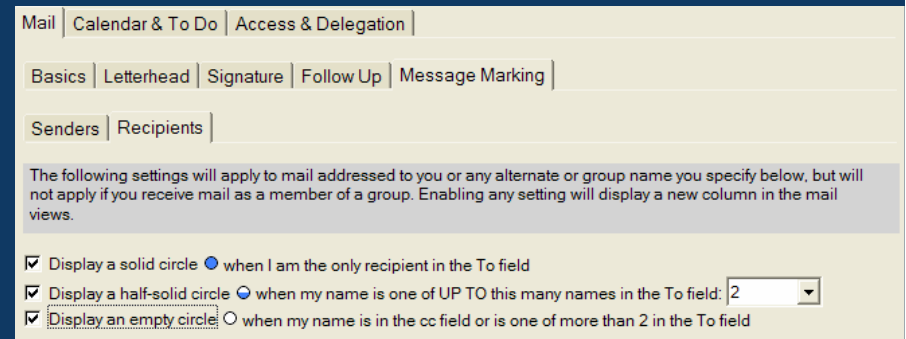 Mail Calendar & To Do Access & Delegation
Basics Letterhead Signature Follow Up Message Marking
Senders Recipients
The following settings will apply to mail addressed to you or any alternate or group name you specify below, but will
not apply if you receive mail as a member of a group. Enabling any setting will display a new column in the mail
views.
Display a solid circle when I am the only recipient in the To field
Display a half-solid circle when my name is one of UP TO this many names in the To field: 2
Display an empty circle when my name is in the cc field or is one of more than 2 in the To field